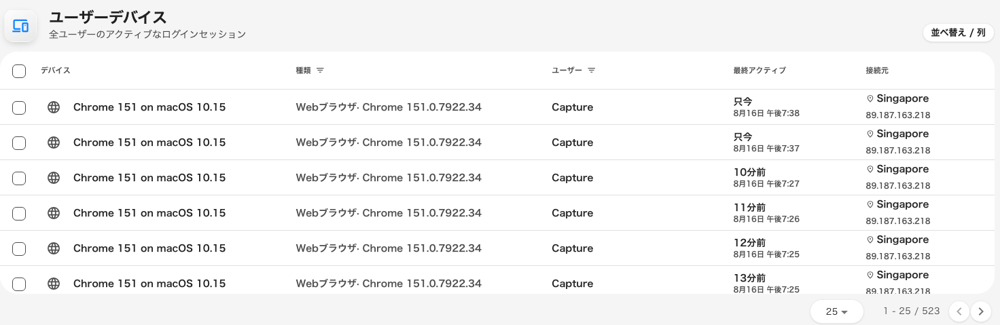 ユーザーデバイス
全ユーザーのアクティブなログインセッション
並べ替え / 列
デバイス 種類 ユーザー 最終アクティブ 接続元
Chrome 151 on macOS 10.15 Webブラウザ· Chrome 151.0.7922.34 Capture 只今 Singapore
8月16日 午後7:38 89.187.163.218
Chrome 151 on macOS 10.15 Webブラウザ· Chrome 151.0.7922.34 Capture 只今 Singapore
8月16日 午後7:37 89.187.163.218
Chrome 151 on macOS 10.15 Webブラウザ· Chrome 151.0.7922.34 Capture 10分前 Singapore
8月16日 午後7:27 89.187.163.218
Chrome 151 on macOS 10.15 Webブラウザ· Chrome 151.0.7922.34 Capture 11分前 Singapore
8月16日 午後7:26 89.187.163.218
Chrome 151 on macOS 10.15 Webブラウザ· Chrome 151.0.7922.34 Capture 12分前 Singapore
8月16日 午後7:25 89.187.163.218
Chrome 151 on macOS 10.15 Webブラウザ· Chrome 151.0.7922.34 Capture 13分前 Singapore
8月16日 午後7:25 89.187.163.218
25 1 - 25 / 523